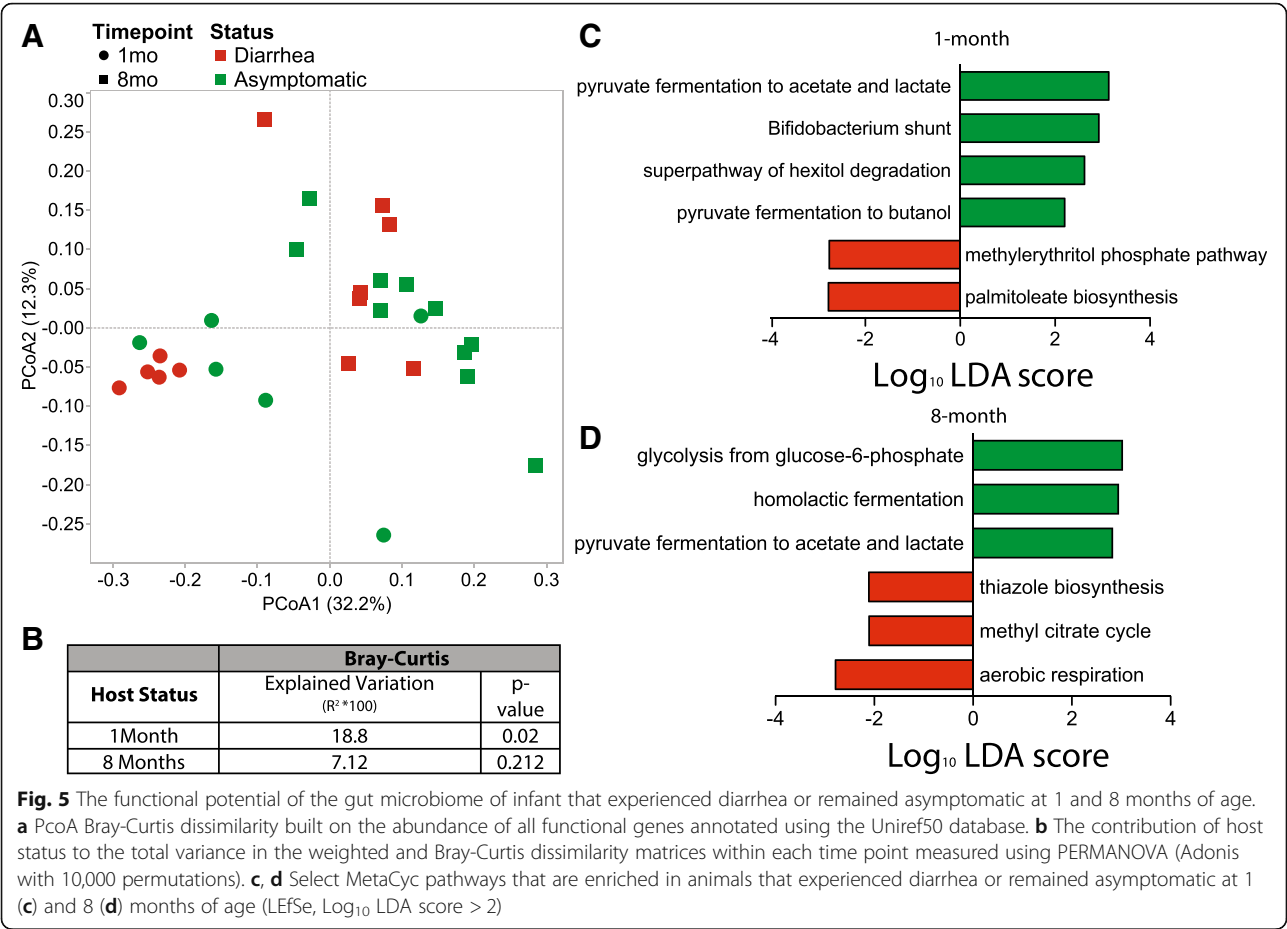 A
Timepoint Status
1mo Diarrhea
8mo Asymptomatic
0.30
0.25
0.20
0.15
0.10
0.05
-0.00
-0.05
-0.10
-0.15
-0.20
-0.25
PCoA2 (12.3%)
-0.3 -0.2 -0.1 0.0 0.1 0.2 0.3
PCoA1 (32.2%)
B
Bray-Curtis
Host Status Explained Variation (R² *100) p-value
1Month 18.8 0.02
8 Months 7.12 0.212
C
1-month
pyruvate fermentation to acetate and lactate
Bifidobacterium shunt
superpathway of hexitol degradation
pyruvate fermentation to butanol
methylerythritol phosphate pathway
palmitoleate biosynthesis
-4 -2 0 2 4
Log₁₀ LDA score
D
8-month
glycolysis from glucose-6-phosphate
homolactic fermentation
pyruvate fermentation to acetate and lactate
thiazole biosynthesis
methyl citrate cycle
aerobic respiration
-4 -2 0 2 4
Log₁₀ LDA score
Fig. 5 The functional potential of the gut microbiome of infant that experienced diarrhea or remained asymptomatic at 1 and 8 months of age.
a PcoA Bray-Curtis dissimilarity built on the abundance of all functional genes annotated using the Uniref50 database. b The contribution of host
status to the total variance in the weighted and Bray-Curtis dissimilarity matrices within each time point measured using PERMANOVA (Adonis
with 10,000 permutations). c, d Select MetaCyc pathways that are enriched in animals that experienced diarrhea or remained asymptomatic at 1
(c) and 8 (d) months of age (LEfSe, Log₁₀ LDA score > 2)